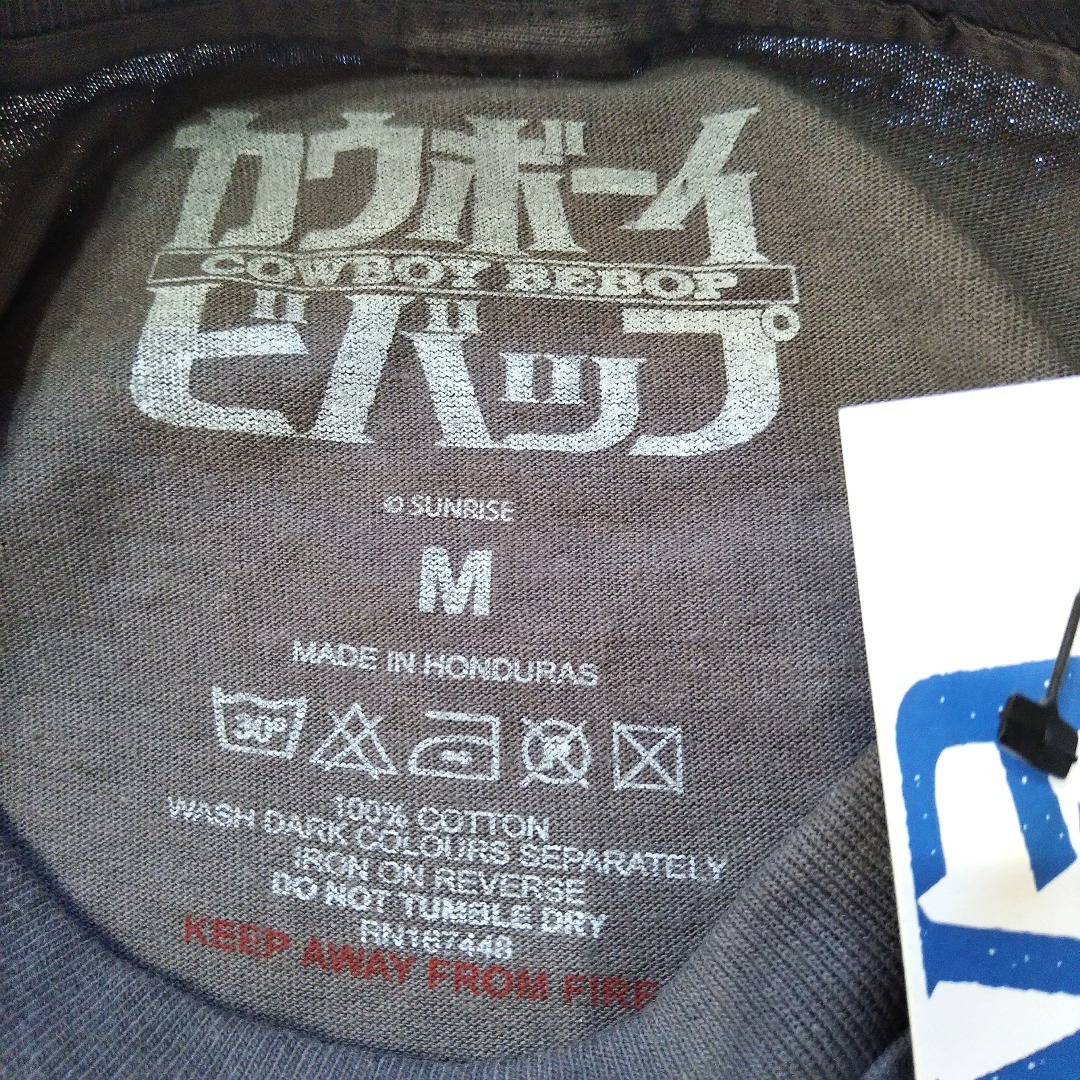 カウボーイ
COWBOY BEBOP
ビバップ
© SUNRISE
M
MADE IN HONDURAS
30°
100% COTTON
WASH DARK COLOURS SEPARATELY
IRON ON REVERSE
DO NOT TUMBLE DRY
RN167448
KEEP AWAY FROM FIRE